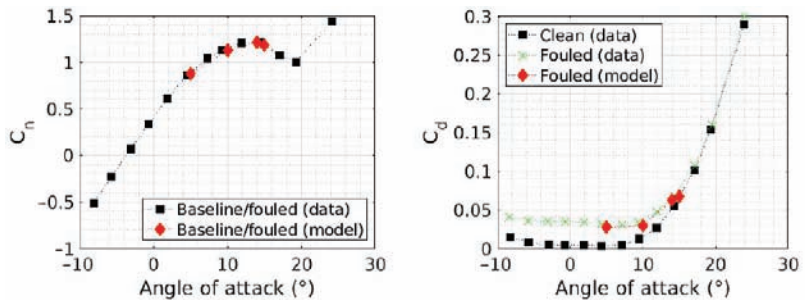 1.5
1
0.5
0
-0.5
-1
-10
0
10
20
30
Cn
Angle of attack (°)
Baseline/fouled (data)
Baseline/fouled (model)
0.3
0.25
0.2
0.15
0.1
0.05
0
-10
0
10
20
30
Cd
Angle of attack (°)
Clean (data)
Fouled (data)
Fouled (model)